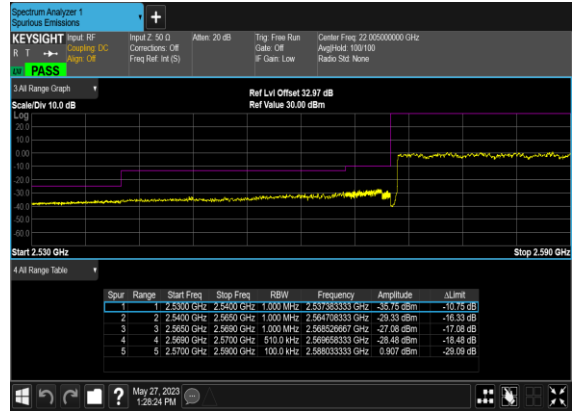 Spectrum Analyzer 1
Spurious Emissions
KEYSIGHT Input: RF Input Z: 50 Ω Atten: 20 dB Trig: Free Run Center Freq: 22.005000000 GHz
R T Coupling: DC Corrections: Off Gate: Off Avg|Hold: 100/100
Align: Off Freq Ref: Int (S) IF Gain: Low Radio Std: None
PASS
3 All Range Graph
Ref Lvl Offset 32.97 dB
Scale/Div 10.0 dB Ref Value 30.00 dBm
Log
20.0
10.0
0.00
-10.0
-20.0
-30.0
-40.0
-50.0
-60.0
Start 2.530 GHz Stop 2.590 GHz
4 All Range Table
Spur Range Start Freq Stop Freq RBW Frequency Amplitude ΔLimit
1 1 2.5300 GHz 2.5400 GHz 1.000 MHz 2.537383333 GHz -35.75 dBm -10.75 dB
2 2 2.5400 GHz 2.5650 GHz 1.000 MHz 2.564708333 GHz -29.33 dBm -16.33 dB
3 3 2.5650 GHz 2.5690 GHz 1.000 MHz 2.568526667 GHz -27.08 dBm -17.08 dB
4 4 2.5690 GHz 2.5700 GHz 510.0 kHz 2.569658333 GHz -28.48 dBm -18.48 dB
5 5 2.5700 GHz 2.5900 GHz 100.0 kHz 2.588033333 GHz 0.907 dBm -29.09 dB
May 27, 2023
1:28:24 PM